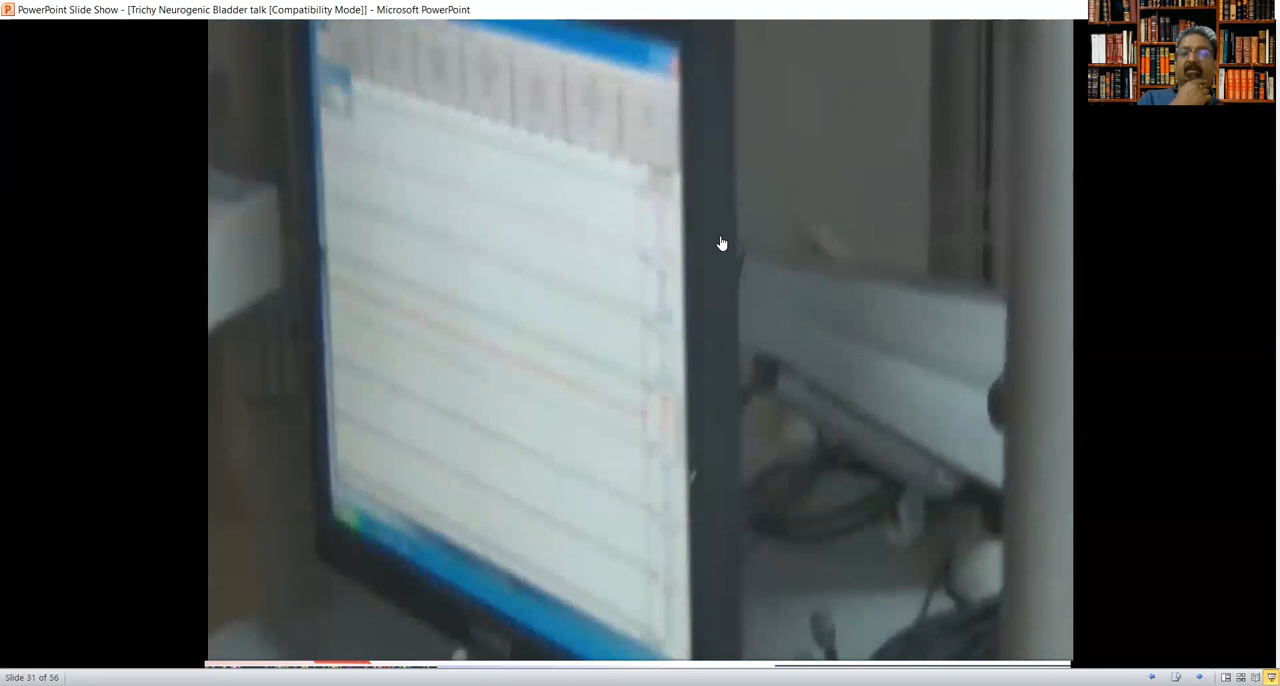 PowerPoint Slide Show - [Trichy Neurogenic Bladder talk [Compatibility Mode]] - Microsoft PowerPoint
Slide 31 of 56